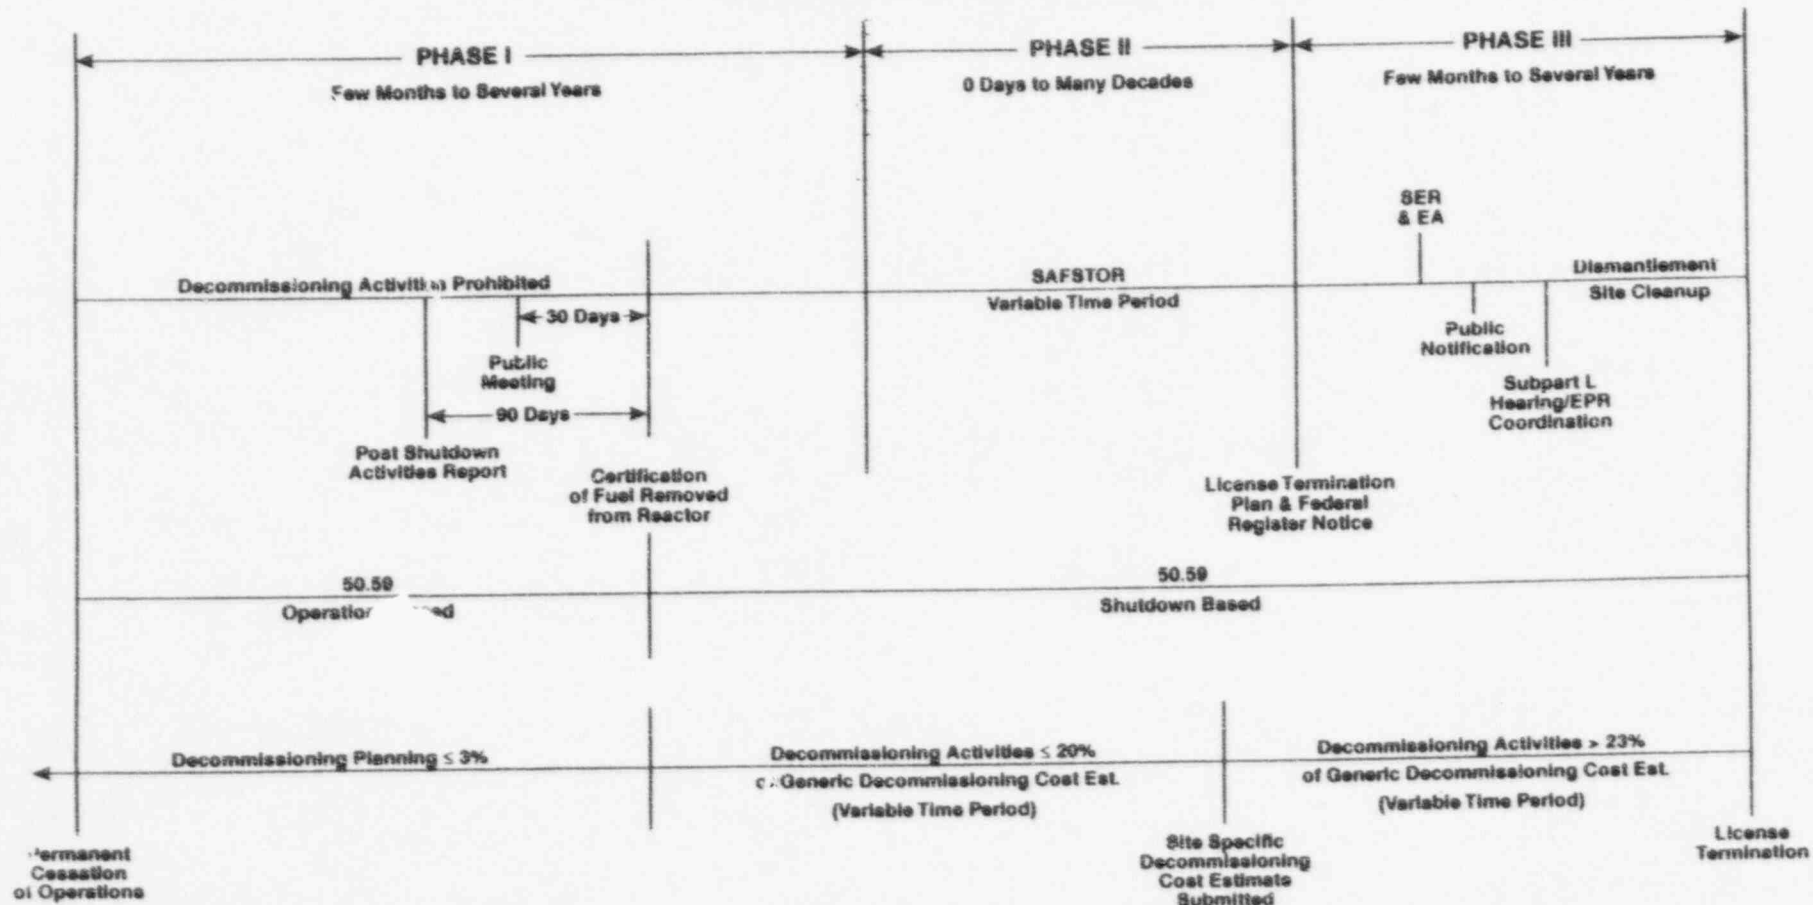 PHASE I
Few Months to Several Years
PHASE II
0 Days to Many Decades
PHASE III
Few Months to Several Years
SER
& EA
Decommissioning Activities Prohibited
30 Days
Public
Meeting
90 Days
Post Shutdown
Activities Report
Certification
of Fuel Removed
from Reactor
SAFSTOR
Variable Time Period
Dismantlement
Site Cleanup
Public
Notification
Subpart L
Hearing/EPR
Coordination
License Termination
Plan & Federal
Register Notice
50.59
50.59
Shutdown Based
Decommissioning Planning ≤ 3%
Decommissioning Activities ≤ 20%
Generic Decommissioning Cost Est.
(Variable Time Period)
Decommissioning Activities > 23%
of Generic Decommissioning Cost Est.
(Variable Time Period)
Permanent
Cessation
of Operations
Site Specific
Decommissioning
Cost Estimate
Submitted
License
Termination